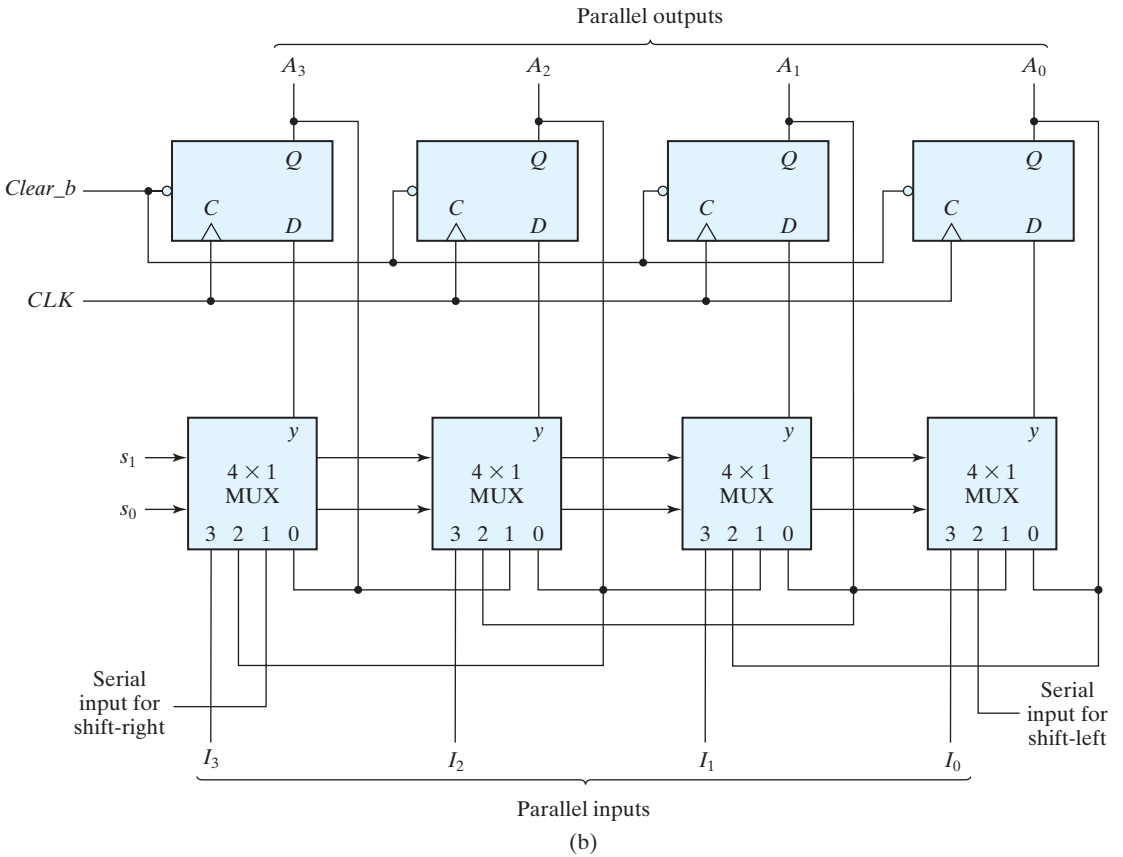 Parallel outputs
A₃ A₂ A₁ A₀
Q Q Q Q
Clear_b
C D C D C D C D
CLK
y y y y
s₁
4 × 1 4 × 1 4 × 1 4 × 1
MUX MUX MUX MUX
s₀
3 2 1 0 3 2 1 0 3 2 1 0 3 2 1 0
Serial
input for
shift-right
Serial
input for
shift-left
I₃ I₂ I₁ I₀
Parallel inputs
(b)